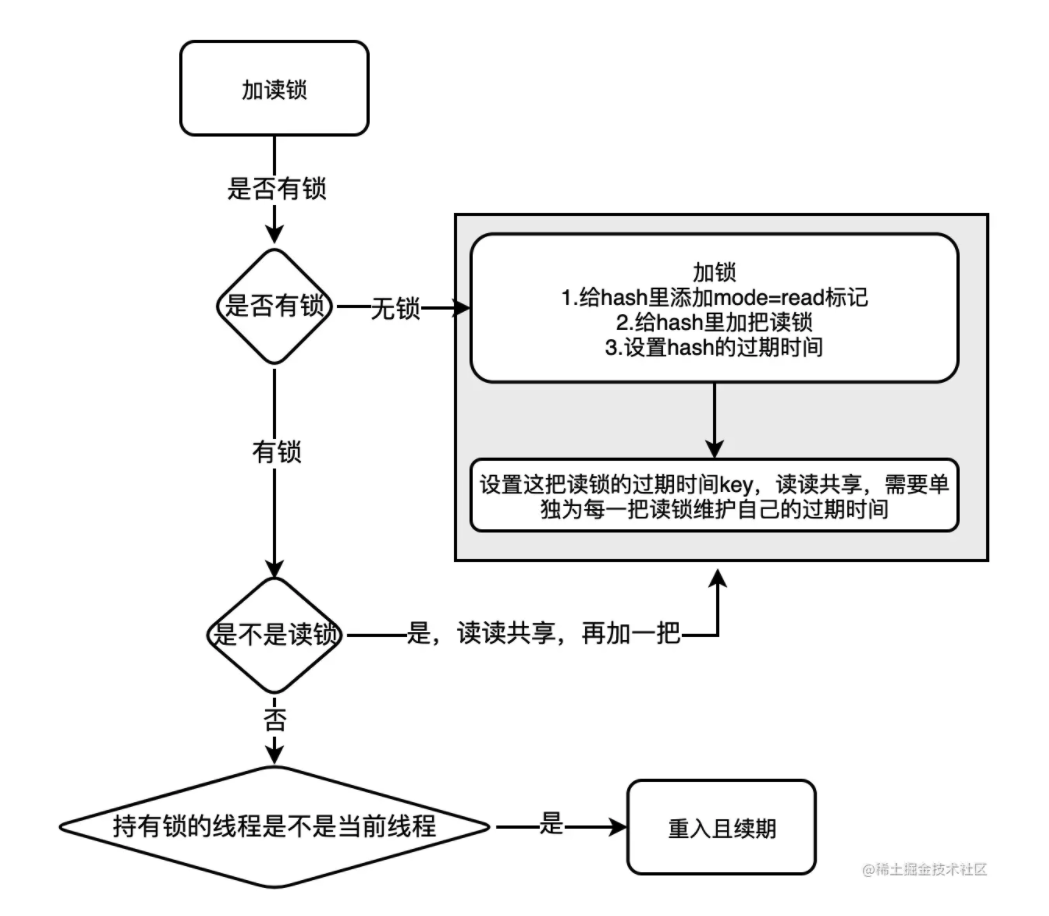 加读锁
是否有锁
是否有锁
无锁
加锁
1.给hash里添加mode=read标记
2.给hash里加把读锁
3.设置hash的过期时间
有锁
设置这把读锁的过期时间key，读读共享，需要单
独为每一把读锁维护自己的过期时间
是不是读锁
是，读读共享，再加一把
否
持有锁的线程是不是当前线程
是
重入且续期
@稀土掘金技术社区